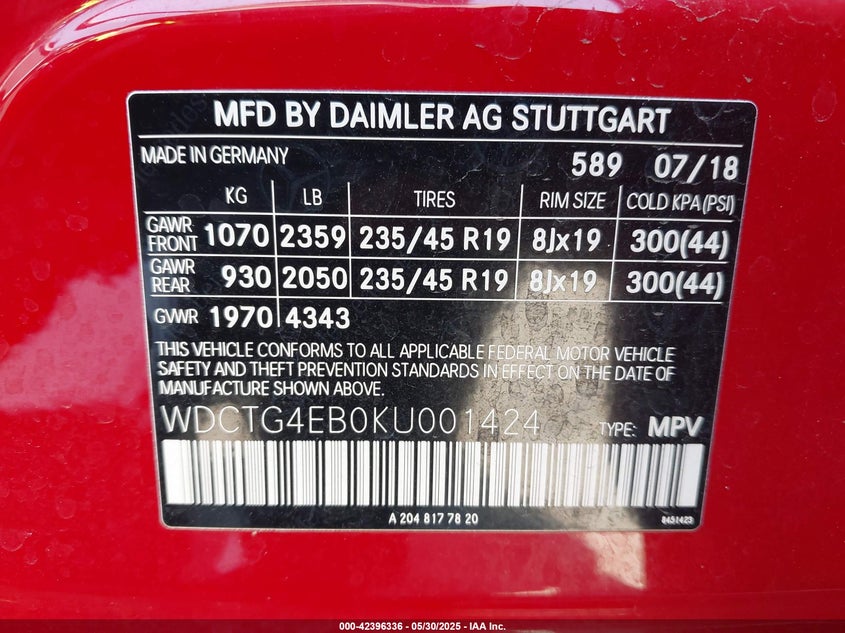 MFD BY DAIMLER AG STUTTGART
MADE IN GERMANY 589 07/18
KG LB TIRES RIM SIZE COLD KPA (PSI)
GAWR FRONT 1070 2359 235/45 R19 8Jx19 300(44)
GAWR REAR 930 2050 235/45 R19 8Jx19 300(44)
GVWR 1970 4343
THIS VEHICLE CONFORMS TO ALL APPLICABLE FEDERAL MOTOR VEHICLE
SAFETY AND THEFT PREVENTION STANDARDS IN EFFECT ON THE DATE OF
MANUFACTURE SHOWN ABOVE.
WDCTG4EB0KU001424 TYPE: MPV
A 204 817 78 20 8451423
000-42396336 - 05/30/2025 - IAA Inc.